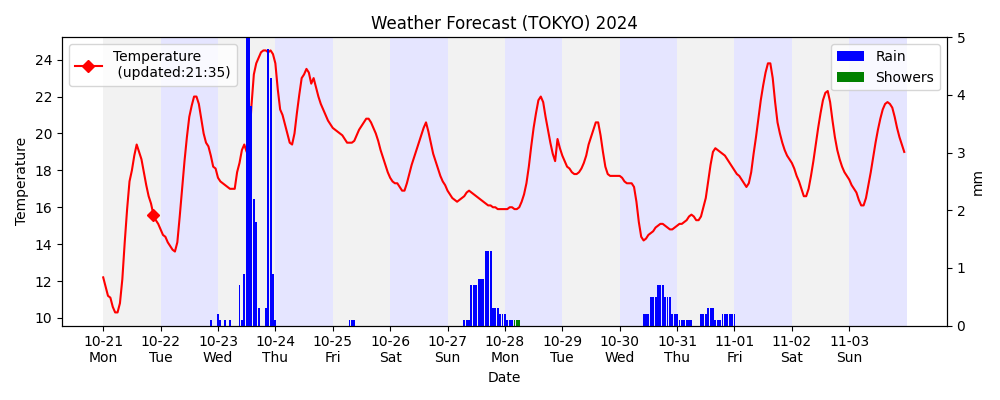 Weather Forecast (TOKYO) 2024
Temperature
(updated:21:35)
Rain
Showers
Temperature
24
22
20
18
16
14
12
10
5
4
3
2
1
0
mm
10-21 10-22 10-23 10-24 10-25 10-26 10-27 10-28 10-29 10-30 10-31 11-01 11-02 11-03
Mon Tue Wed Thu Fri Sat Sun Mon Tue Wed Thu Fri Sat Sun
Date